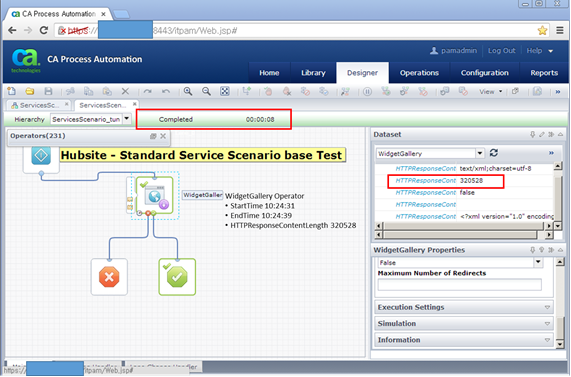 CA Process Automation
https://
8443/itpam/Web.jsp#
ca
technologies
CA Process Automation
pamadmin
Log Out
Help
Home
Library
Designer
Operations
Configuration
Reports
ServicesSc...
ServicesScen...
Hierarchy
ServicesScenario_tun
Completed
00:00:08
Operators(231)
Hubsite - Standard Service Scenario base Test
WidgetGaller
WidgetGallery Operator
• StartTime 10:24:31
• EndTime 10:24:39
• HTTPResponseContentLength 320528
Dataset
WidgetGallery
HTTPResponseCont text/xml;charset=utf-8
HTTPResponseCont 320528
HTTPResponseCont false
HTTPResponseCont
HTTPResponseCont <?xml version="1.0" encoding
WidgetGallery Properties
False
Maximum Number of Redirects
Execution Settings
Simulation
Information
https://
/itpam/Web.jsp#